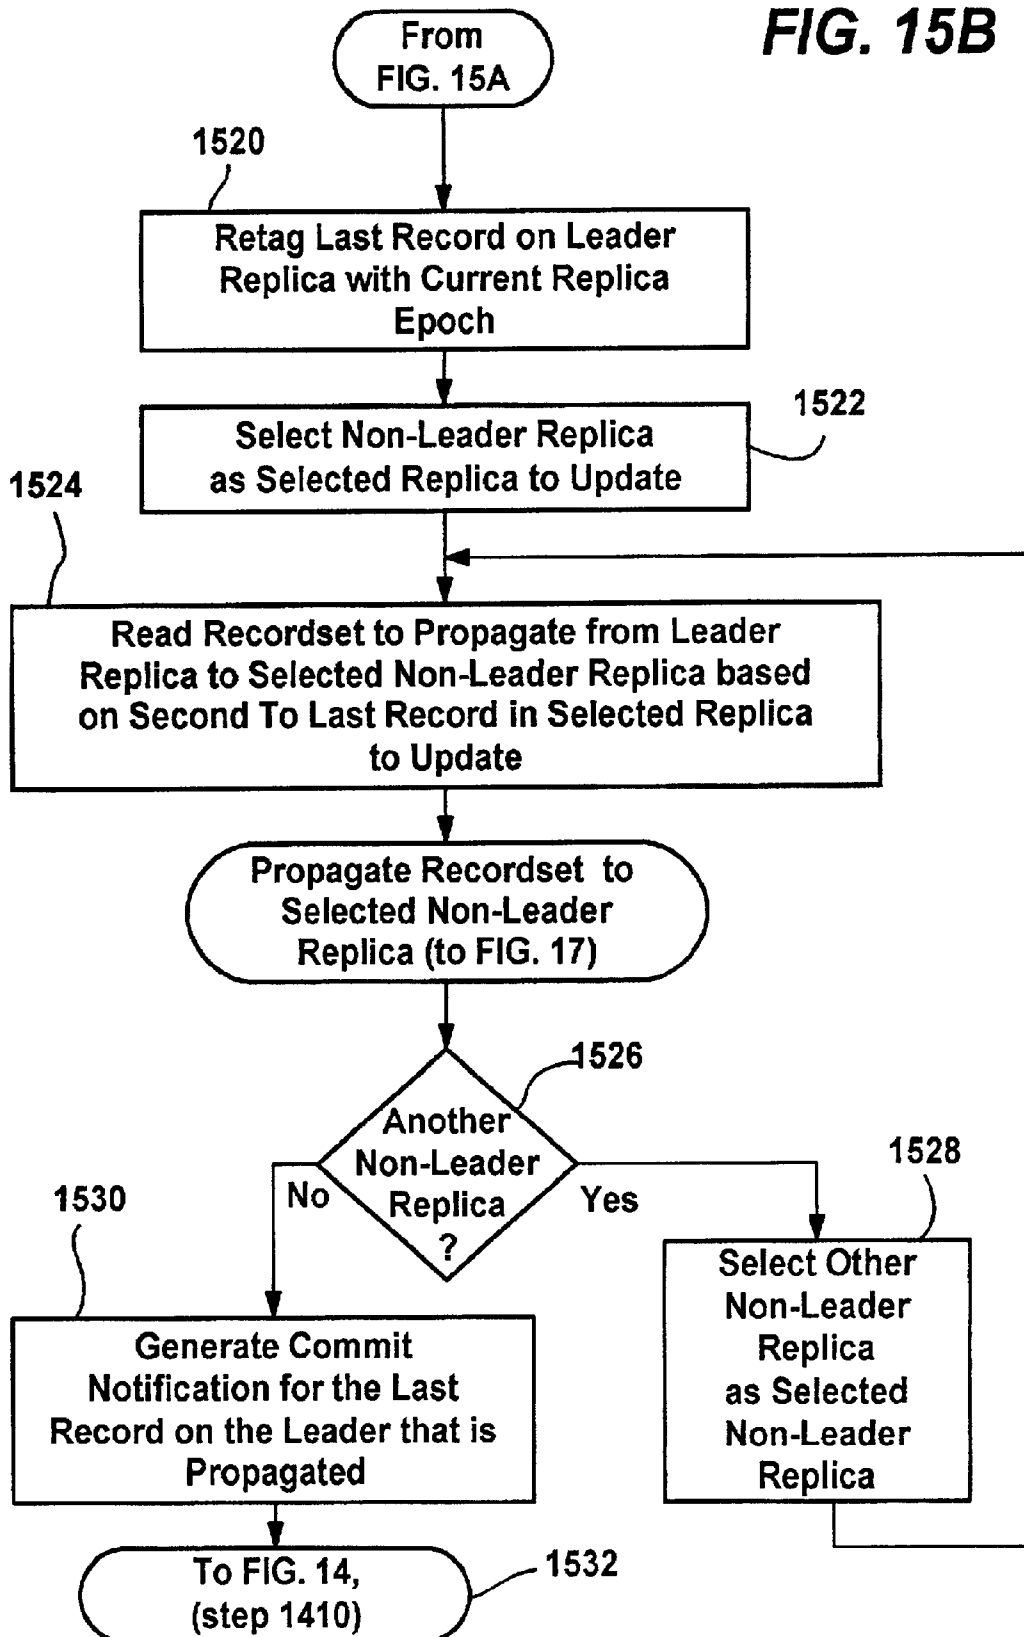 FIG. 15B
From
FIG. 15A
1520
Retag Last Record on Leader
Replica with Current Replica
Epoch
1522
Select Non-Leader Replica
as Selected Replica to Update
1524
Read Recordset to Propagate from Leader
Replica to Selected Non-Leader Replica based
on Second To Last Record in Selected Replica
to Update
Propagate Recordset to
Selected Non-Leader
Replica (to FIG. 17)
1526
Another
Non-Leader
Replica
?
No
Yes
1528
Select Other
Non-Leader
Replica
as Selected
Non-Leader
Replica
1530
Generate Commit
Notification for the Last
Record on the Leader that is
Propagated
To FIG. 14,
(step 1410)
1532